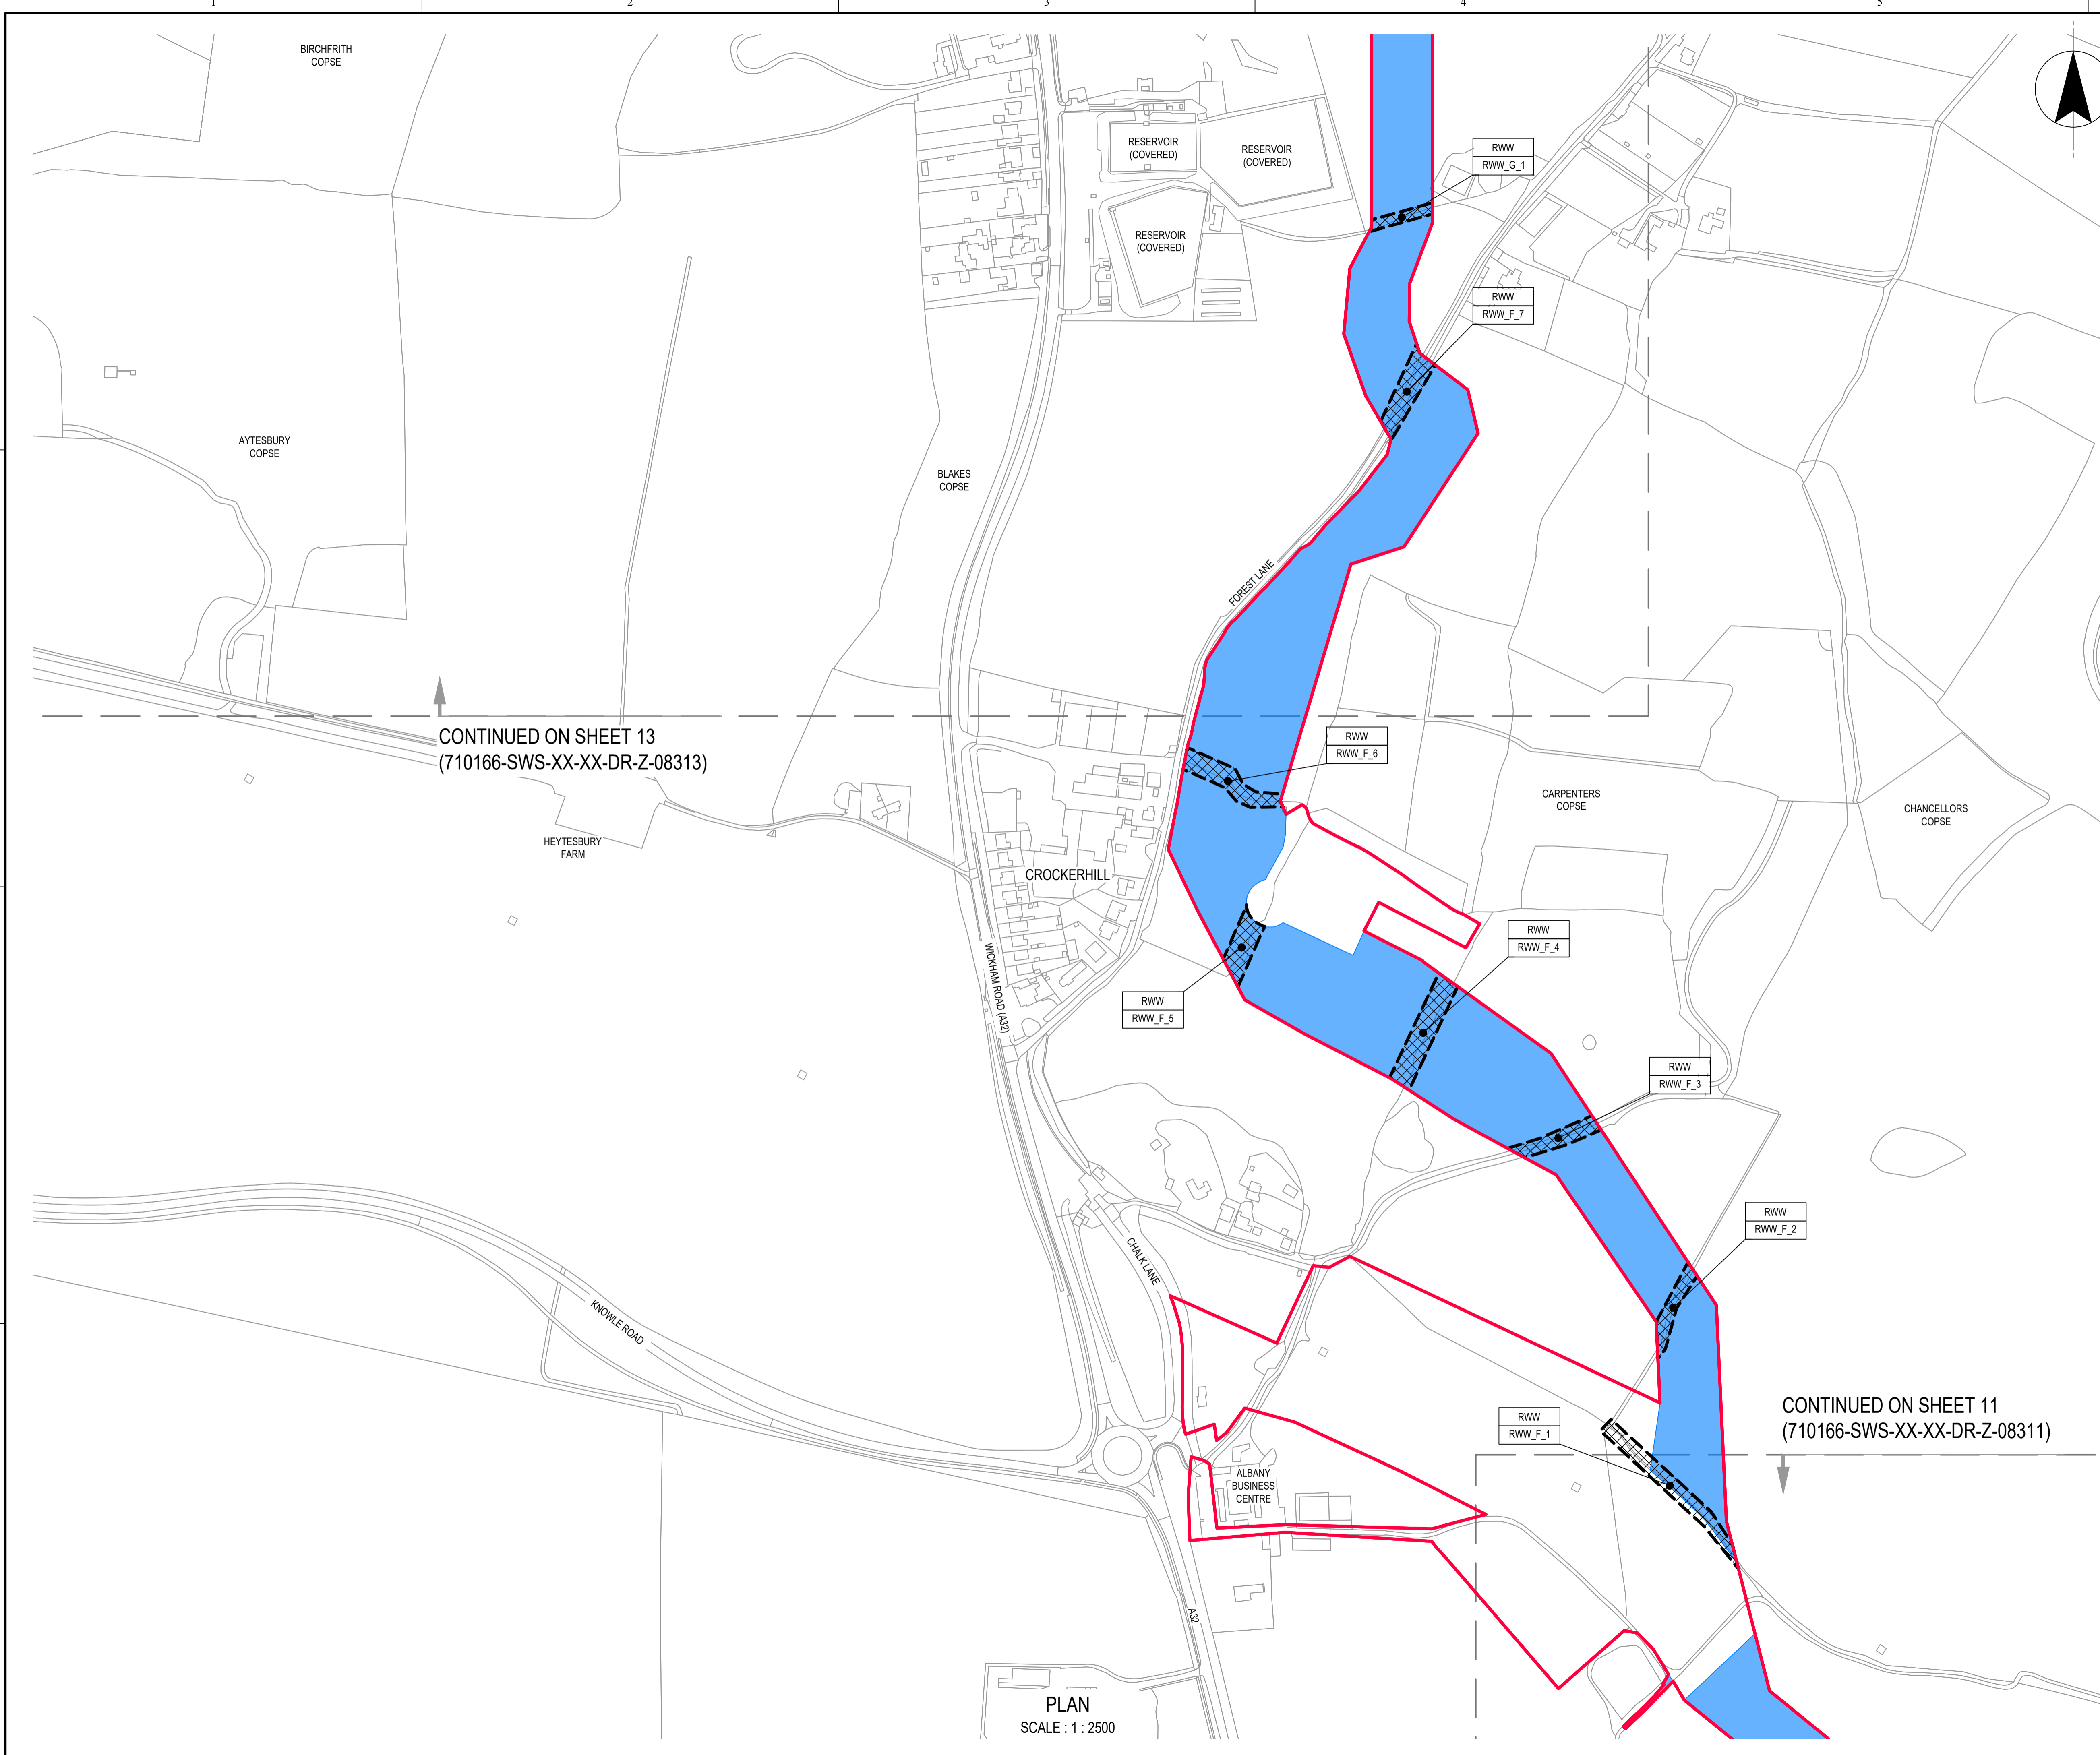 1
2
3
4
5
BIRCHFRITH
COPSE
RESERVOIR
(COVERED)
RESERVOIR
(COVERED)
RWW
RWW_G_1
RESERVOIR
(COVERED)
RWW
RWW_F_7
AYTESBURY
COPSE
BLAKES
COPSE
FOREST LANE
CONTINUED ON SHEET 13
(710166-SWS-XX-XX-DR-Z-08313)
RWW
RWW_F_6
CARPENTERS
COPSE
CHANCELLORS
COPSE
HEYTESBURY
FARM
CROCKERHILL
WICKHAM ROAD (A32)
RWW
RWW_F_4
RWW
RWW_F_5
RWW
RWW_F_3
RWW
RWW_F_2
CHALK LANE
KNOWLE ROAD
CONTINUED ON SHEET 11
(710166-SWS-XX-XX-DR-Z-08311)
RWW
RWW_F_1
ALBANY
BUSINESS
CENTRE
A32
PLAN
SCALE : 1 : 2500